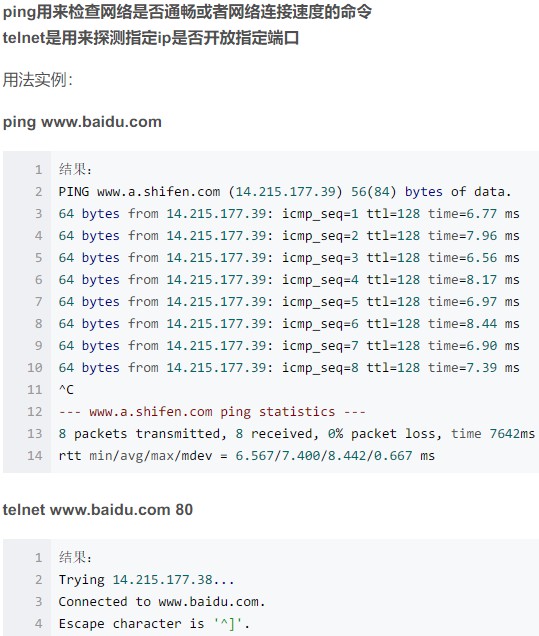 ping用来检查网络是否通畅或者网络连接速度的命令
telnet是用来探测指定ip是否开放指定端口
用法实例：
ping www.baidu.com
1 结果：
2 PING www.a.shifen.com (14.215.177.39) 56(84) bytes of data.
3 64 bytes from 14.215.177.39: icmp_seq=1 ttl=128 time=6.77 ms
4 64 bytes from 14.215.177.39: icmp_seq=2 ttl=128 time=7.96 ms
5 64 bytes from 14.215.177.39: icmp_seq=3 ttl=128 time=6.56 ms
6 64 bytes from 14.215.177.39: icmp_seq=4 ttl=128 time=8.17 ms
7 64 bytes from 14.215.177.39: icmp_seq=5 ttl=128 time=6.97 ms
8 64 bytes from 14.215.177.39: icmp_seq=6 ttl=128 time=8.44 ms
9 64 bytes from 14.215.177.39: icmp_seq=7 ttl=128 time=6.90 ms
10 64 bytes from 14.215.177.39: icmp_seq=8 ttl=128 time=7.39 ms
11 ^C
12 --- www.a.shifen.com ping statistics ---
13 8 packets transmitted, 8 received, 0% packet loss, time 7642ms
14 rtt min/avg/max/mdev = 6.567/7.400/8.442/0.667 ms
telnet www.baidu.com 80
1 结果：
2 Trying 14.215.177.38...
3 Connected to www.baidu.com.
4 Escape character is '^]'.